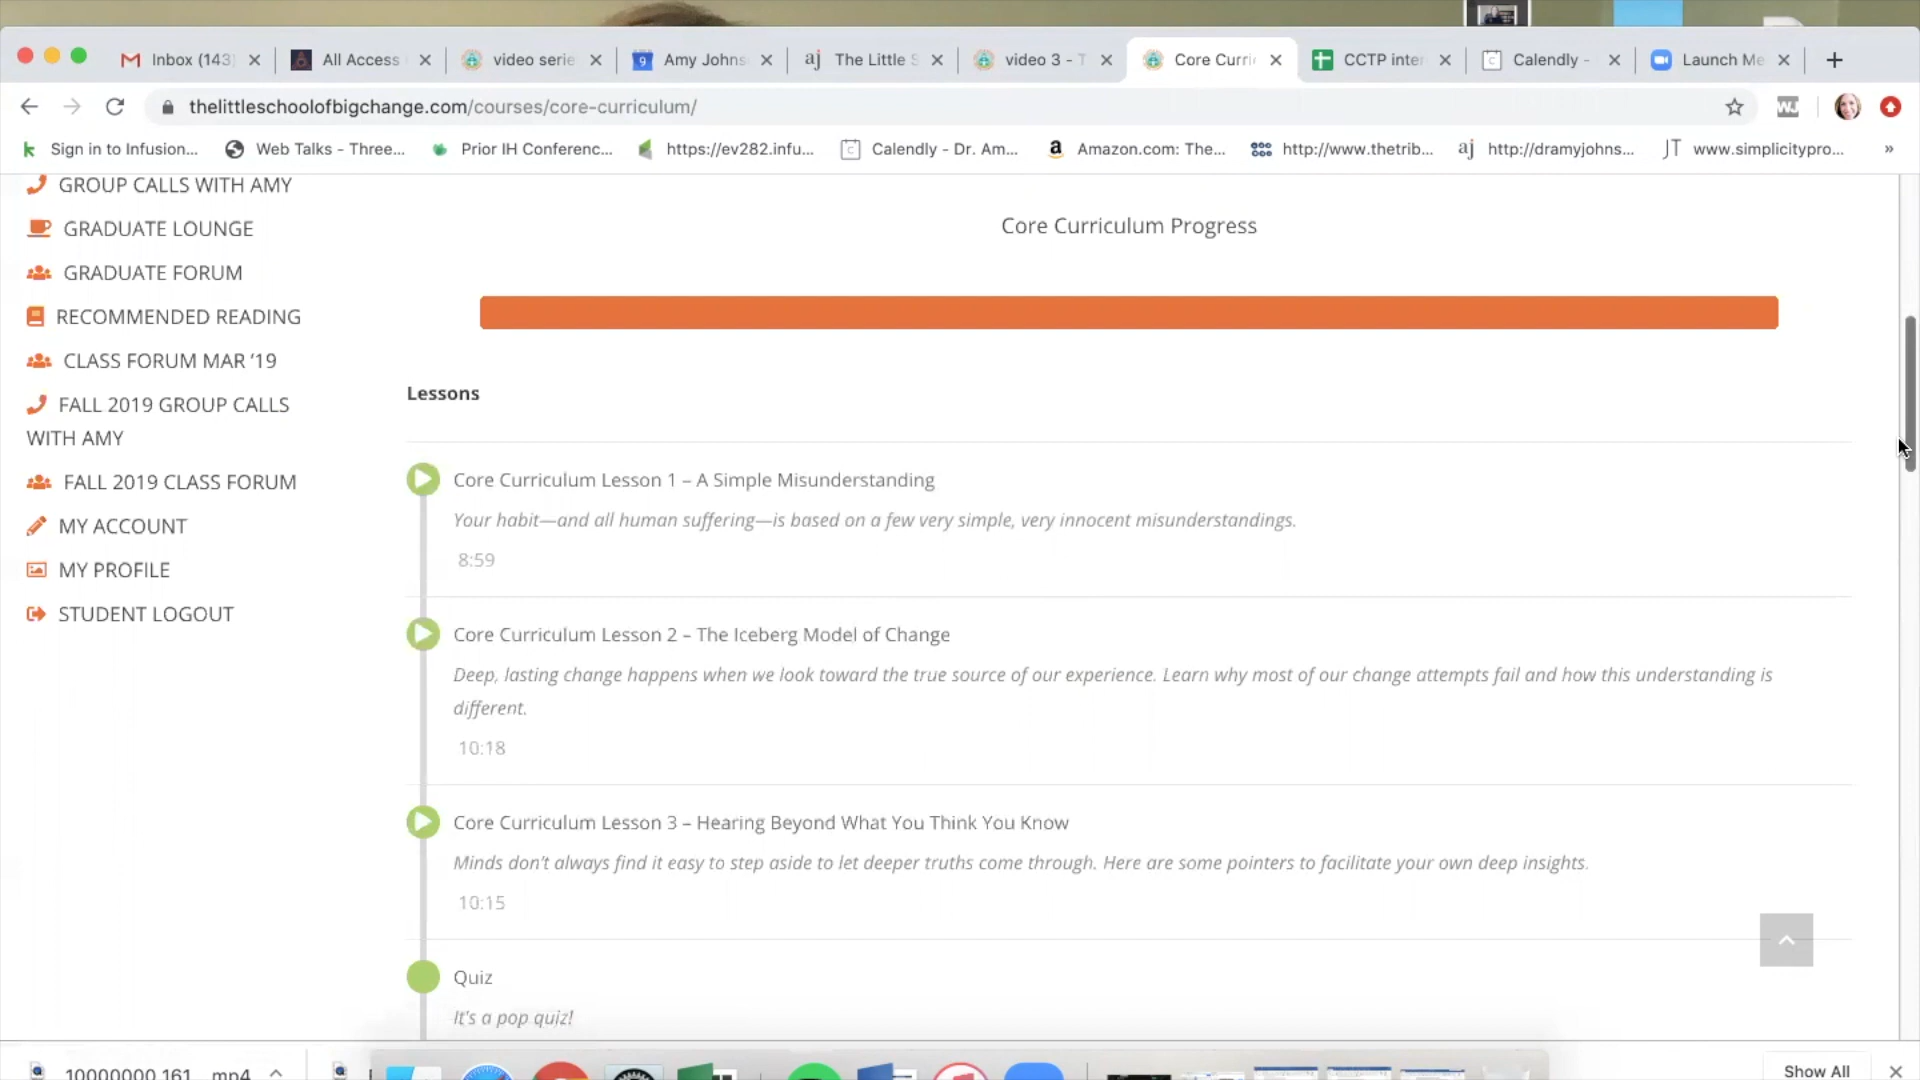 Inbox (143
All Access
video serie
Amy Johns
aj The Little S
video 3 - T
Core Curri
CCTP inter
Calendly -
Launch Me
thelittleschoolofbigchange.com/courses/core-curriculum/
Sign in to Infusion...
Web Talks - Three...
Prior IH Conferenc...
https://ev282.infu...
Calendly - Dr. Am...
Amazon.com: The...
http://www.thetrib...
aj http://dramyjohns...
JT www.simplicitypro...
»
GROUP CALLS WITH AMY
GRADUATE LOUNGE
GRADUATE FORUM
RECOMMENDED READING
CLASS FORUM MAR '19
FALL 2019 GROUP CALLS
WITH AMY
FALL 2019 CLASS FORUM
MY ACCOUNT
MY PROFILE
STUDENT LOGOUT
Core Curriculum Progress
Lessons
Core Curriculum Lesson 1 – A Simple Misunderstanding
Your habit—and all human suffering—is based on a few very simple, very innocent misunderstandings.
8:59
Core Curriculum Lesson 2 – The Iceberg Model of Change
Deep, lasting change happens when we look toward the true source of our experience. Learn why most of our change attempts fail and how this understanding is
different.
10:18
Core Curriculum Lesson 3 – Hearing Beyond What You Think You Know
Minds don't always find it easy to step aside to let deeper truths come through. Here are some pointers to facilitate your own deep insights.
10:15
Quiz
It's a pop quiz!
10000000_161....mp4
Show All